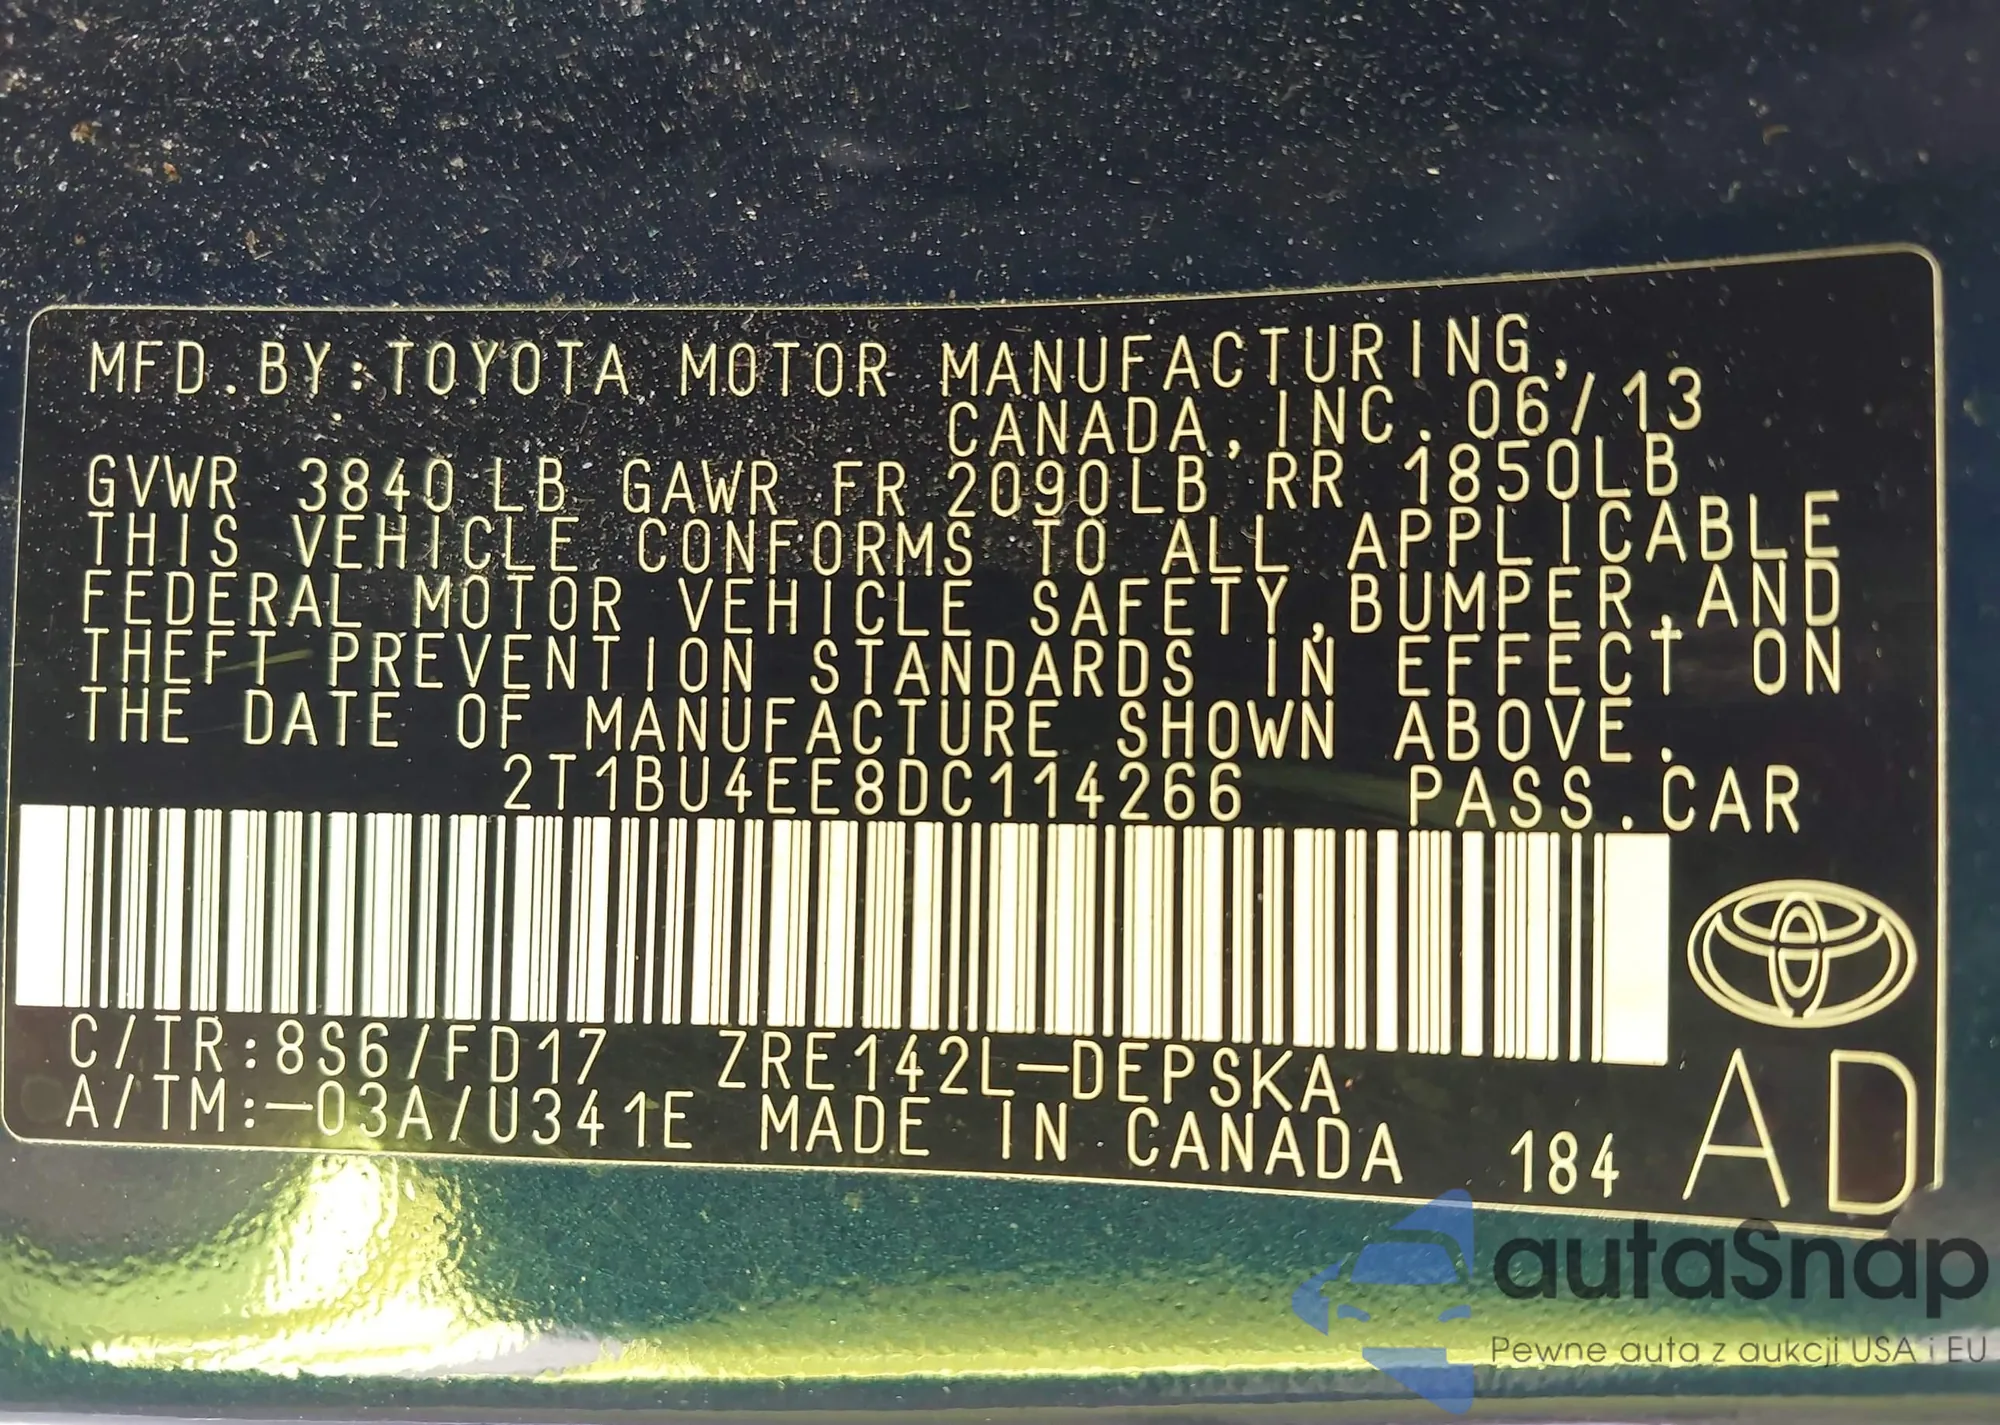 MFD.BY:TOYOTA MOTOR MANUFACTURING,
CANADA, INC. 06/13
GVWR 3840 LB GAWR FR 2090LB RR 1850LB
THIS VEHICLE CONFORMS TO ALL APPLICABLE
FEDERAL MOTOR VEHICLE SAFETY, BUMPER, AND
THEFT PREVENTION STANDARDS IN EFFECT ON
THE DATE OF MANUFACTURE SHOWN ABOVE.
2T1BU4EE8DC114266 PASS.CAR
C/TR:8S6/FD17 ZRE142L-DEPSKA
A/TM:-03A/U341E MADE IN CANADA 184 AD
autaSnap
Pewne auta z aukcji USA i EU